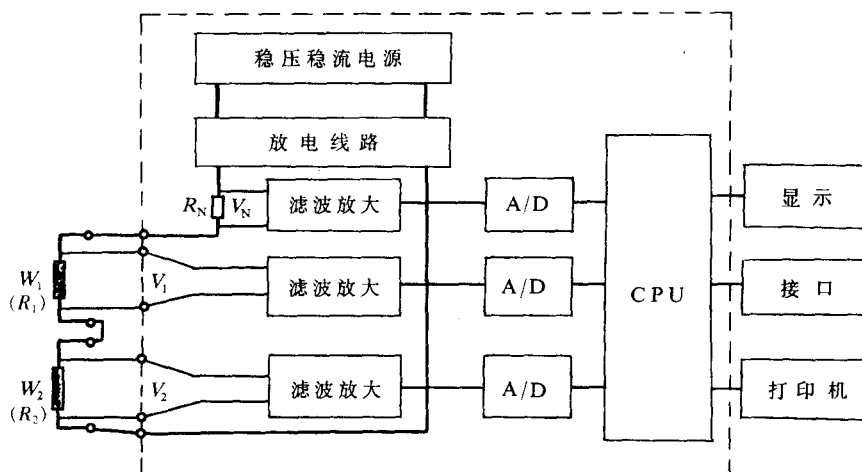 稳压稳流电源
放电线路
R_N
V_N
滤波放大
A/D
显示
W_1
(R_1)
V_1
滤波放大
A/D
CPU
接口
W_2
(R_2)
V_2
滤波放大
A/D
打印机